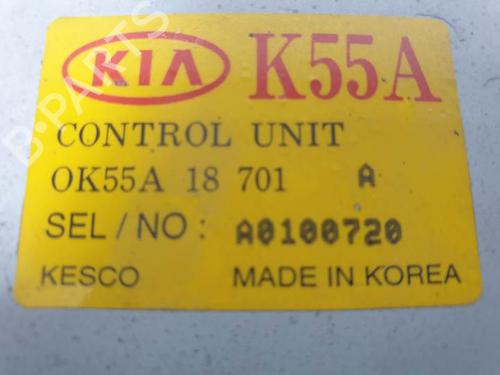 KIA K55A
CONTROL UNIT
OK55A 18 701 A
SEL / NO : A0100720
KESCO MADE IN KOREA
B-PARTS